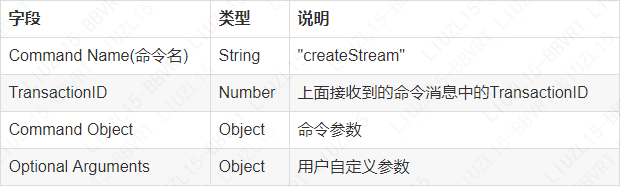 字段 类型 说明
Command Name(命令名) String "createStream"
TransactionID Number 上面接收到的命令消息中的TransactionID
Command Object Object 命令参数
Optional Arguments Object 用户自定义参数